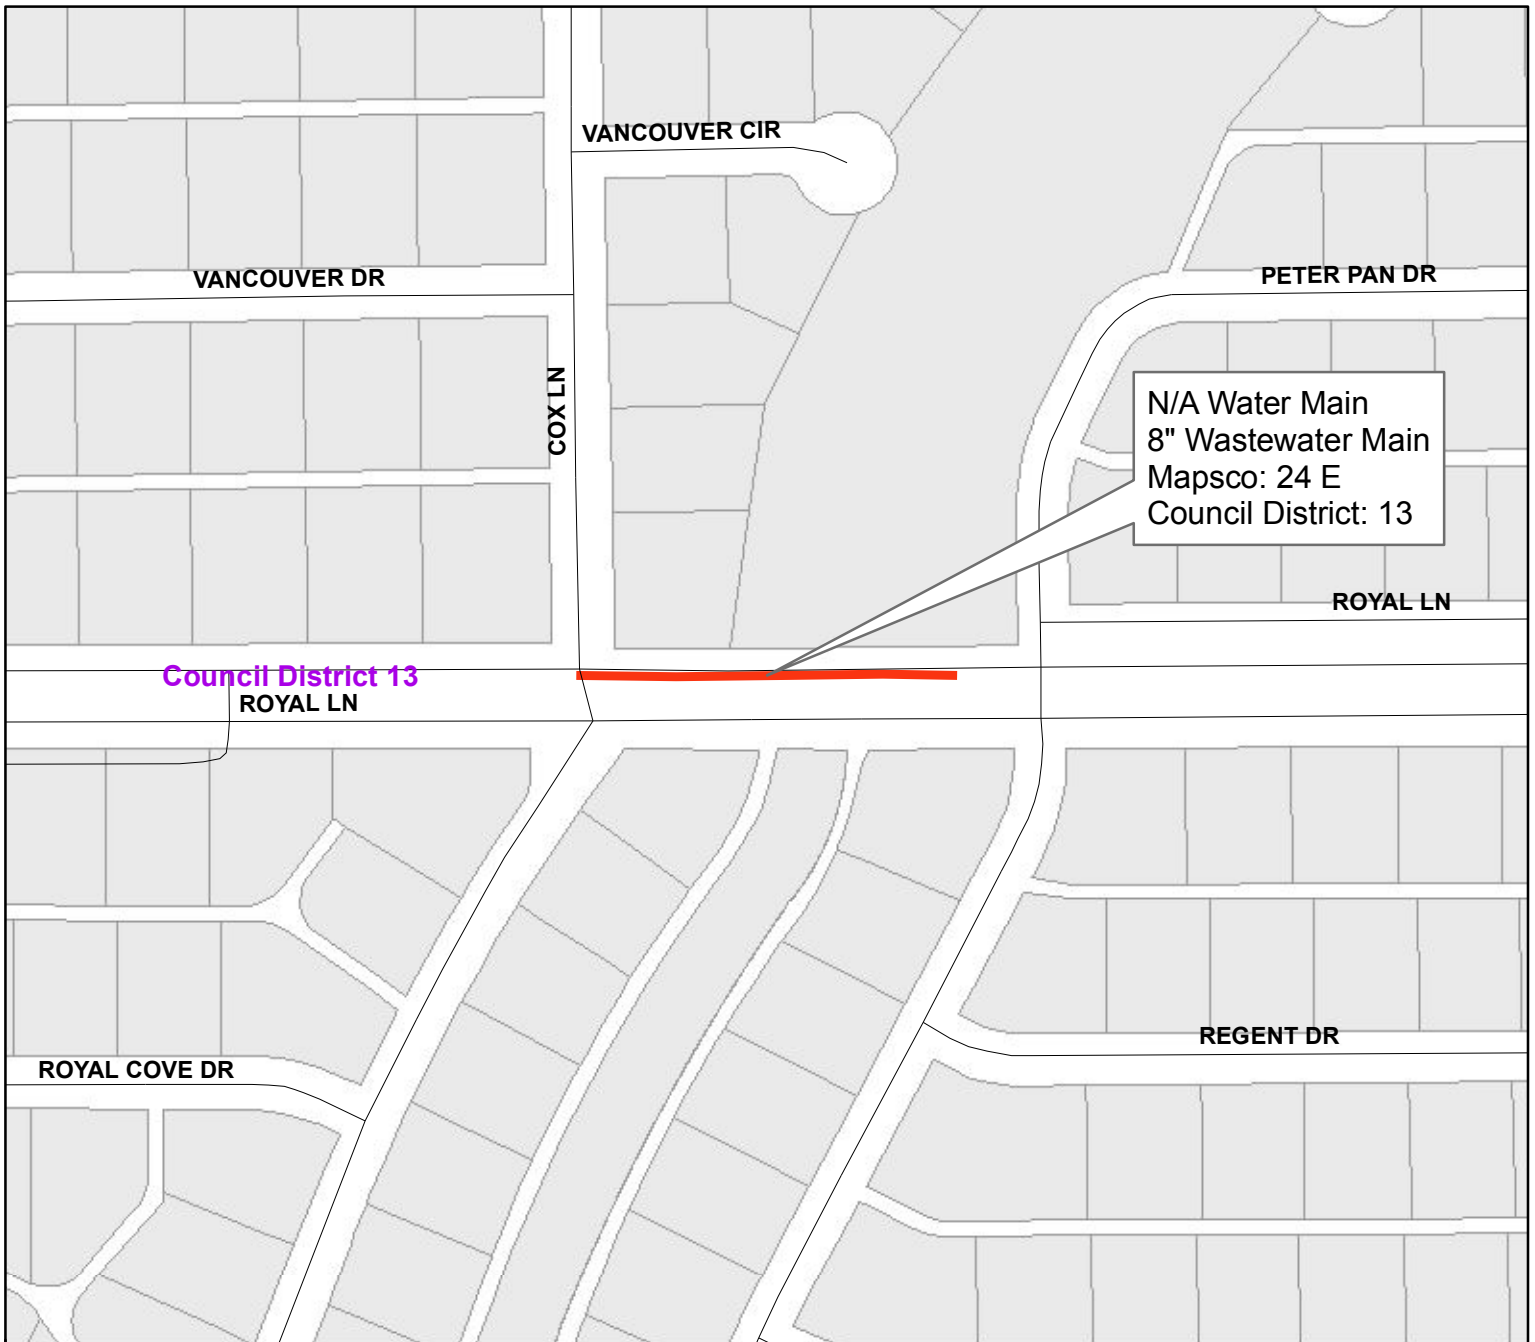 VANCOUVER CIR
VANCOUVER DR
PETER PAN DR
COX LN
N/A Water Main
8" Wastewater Main
Mapsco: 24 E
Council District: 13
ROYAL LN
Council District 13
ROYAL LN
REGENT DR
ROYAL COVE DR